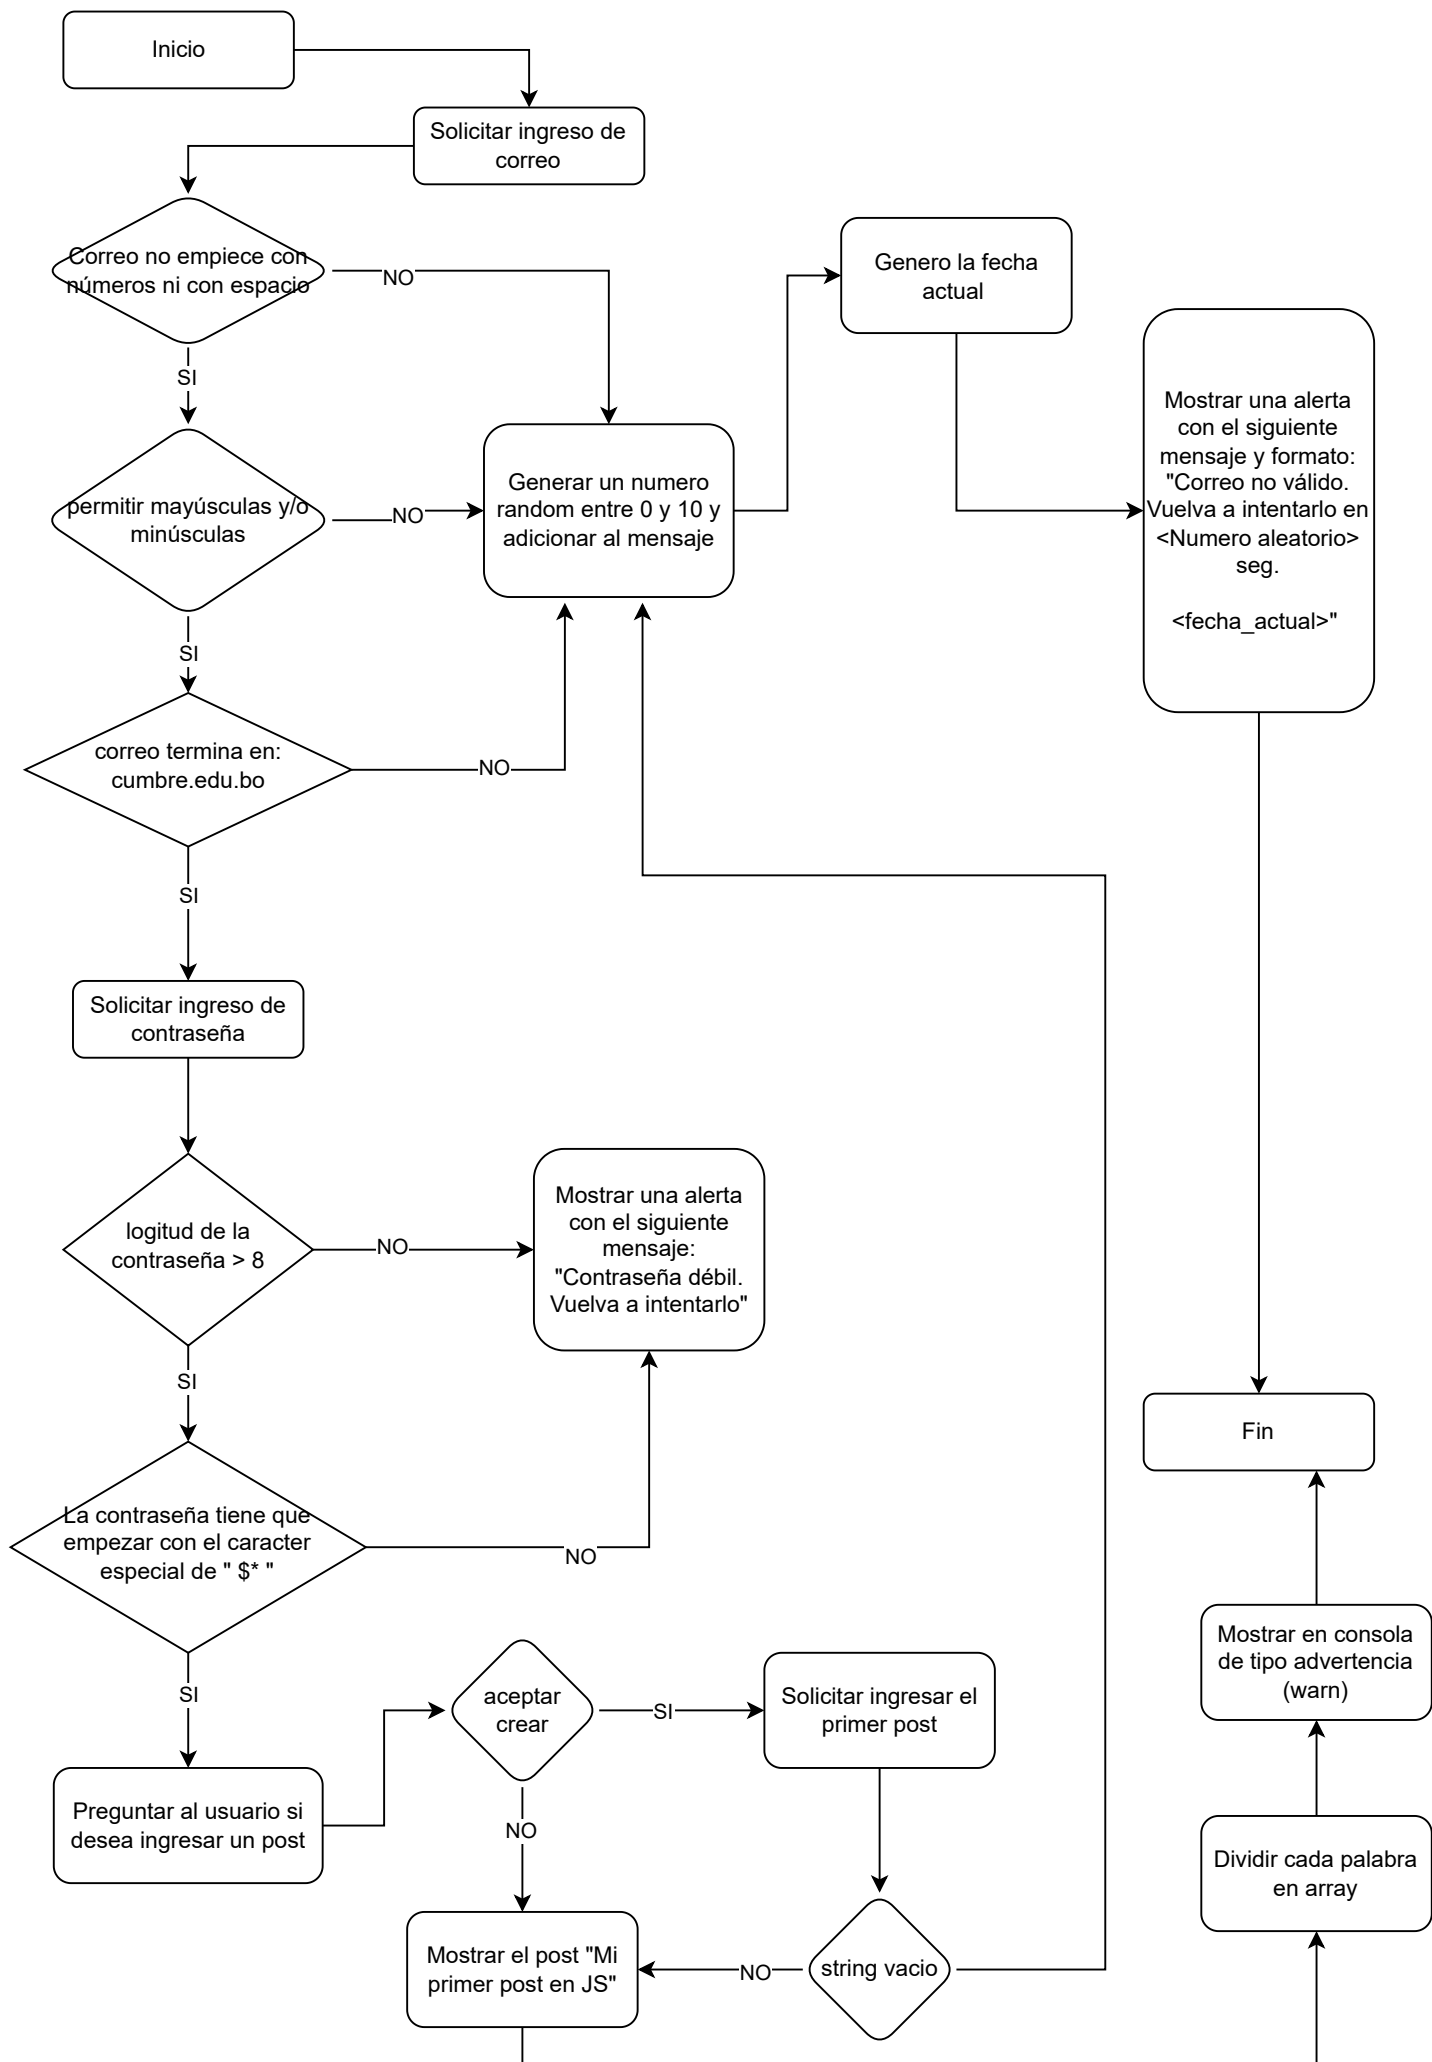 Inicio
Solicitar ingreso de
correo
Correo no empiece con
números ni con espacio
NO
SI
Genero la fecha
actual
permitir mayúsculas y/o
minúsculas
NO
SI
Generar un numero
random entre 0 y 10 y
adicionar al mensaje
Mostrar una alerta
con el siguiente
mensaje y formato:
"Correo no válido.
Vuelva a intentarlo en
<Numero aleatorio>
seg.
<fecha_actual>"
correo termina en:
cumbre.edu.bo
NO
SI
Solicitar ingreso de
contraseña
logitud de la
contraseña > 8
NO
SI
Mostrar una alerta
con el siguiente
mensaje:
"Contraseña débil.
Vuelva a intentarlo"
Fin
La contraseña tiene que
empezar con el caracter
especial de " $* "
NO
SI
Preguntar al usuario si
desea ingresar un post
aceptar
crear
SI
NO
Solicitar ingresar el
primer post
Mostrar en consola
de tipo advertencia
(warn)
Dividir cada palabra
en array
Mostrar el post "Mi
primer post en JS"
NO
string vacio